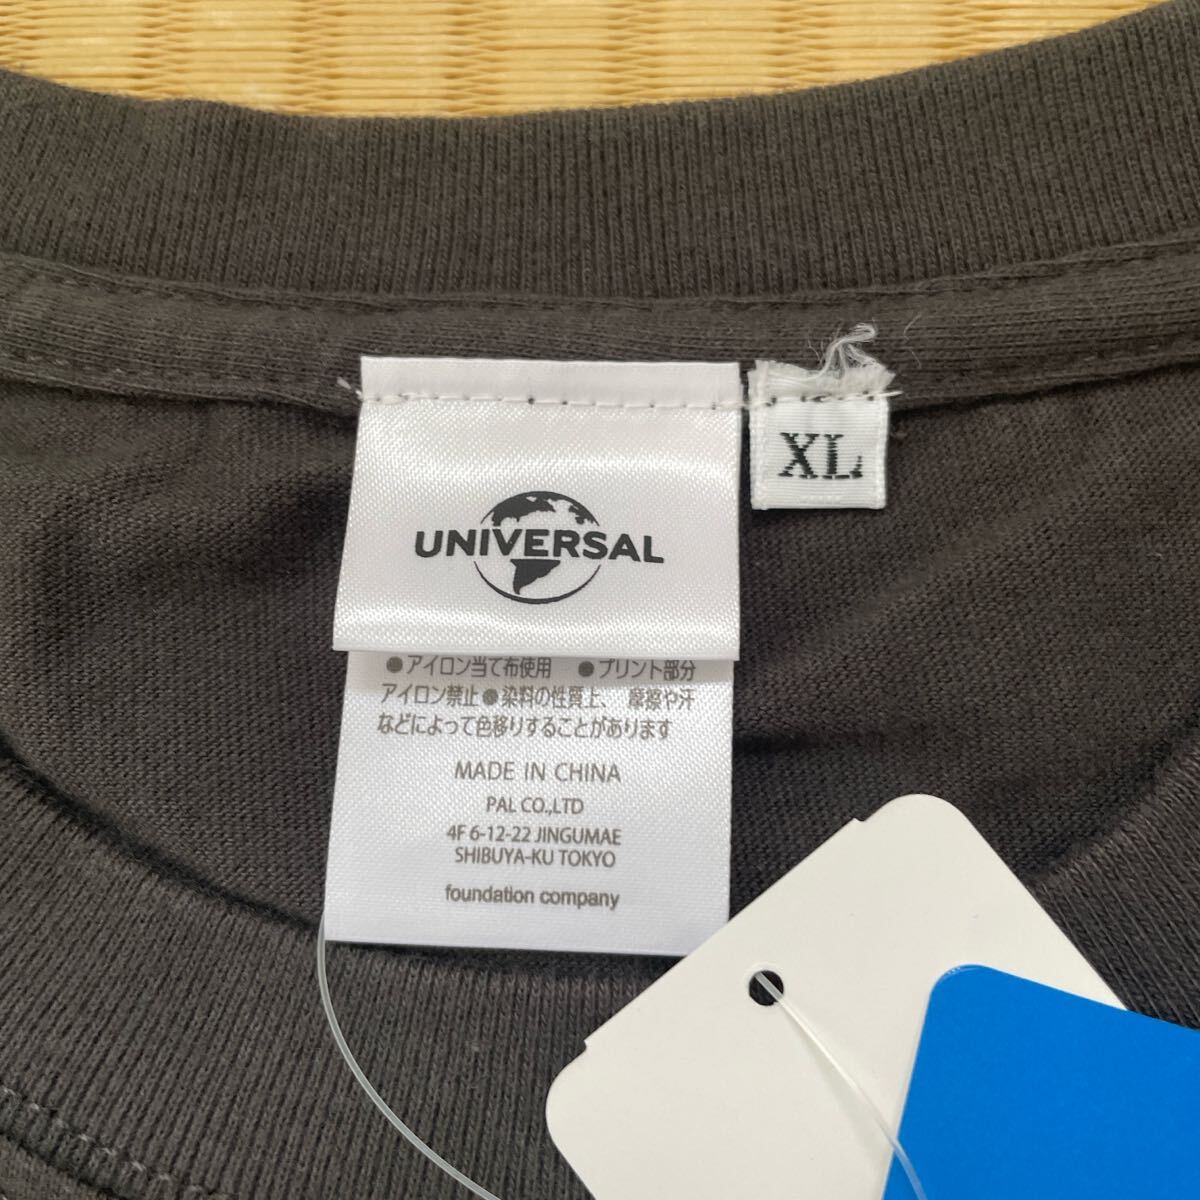 UNIVERSAL
XL
●アイロン当て布使用 ●プリント部分
アイロン禁止●染料の性質上、摩擦や汗
などによって色移りすることがあります
MADE IN CHINA
PAL CO.,LTD
4F 6-12-22 JINGUMAE
SHIBUYA-KU TOKYO
foundation company